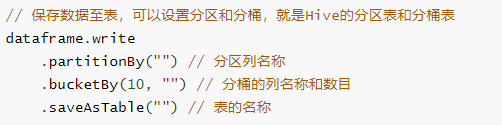 // 保存数据至表，可以设置分区和分桶，就是Hive的分区表和分桶表
dataframe.write
    .partitionBy("") // 分区列名称
    .bucketBy(10, "") // 分桶的列名称和数目
    .saveAsTable("") // 表的名称